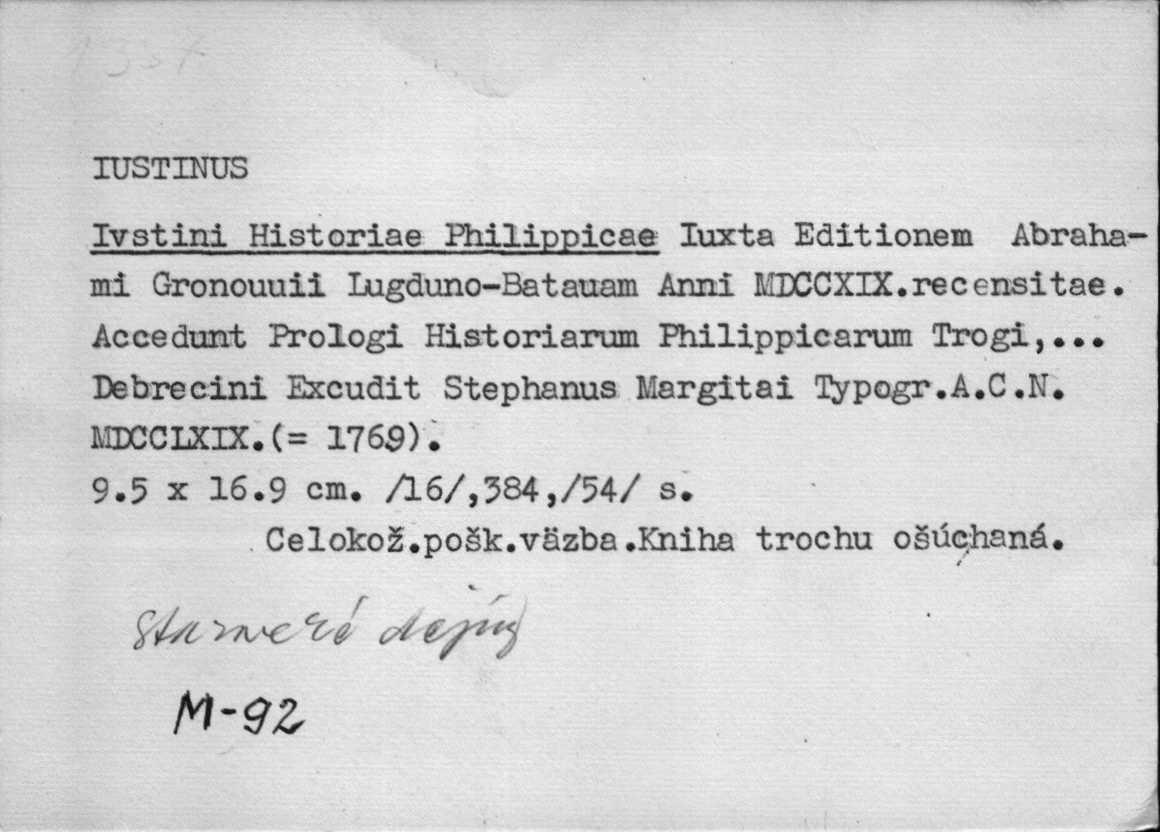 IUSTINUS
Ivstini Historiae Philippicae Iuxta Editionem Abraha-
mi Gronouuii Lugduno-Batauam Anni MDCCXIX.recensitae.
Accedunt Prologi Historiarum Philippicarum Trogi,...
Debrecini Excudit Stephanus Margitai Typogr.A.C.N.
MDCCLXIX.(= 1769).
9.5 x 16.9 cm. /16/,384,/54/ s.
Celokož.pošk.väzba.Kniha trochu ošúchaná.
dejiny
M-92